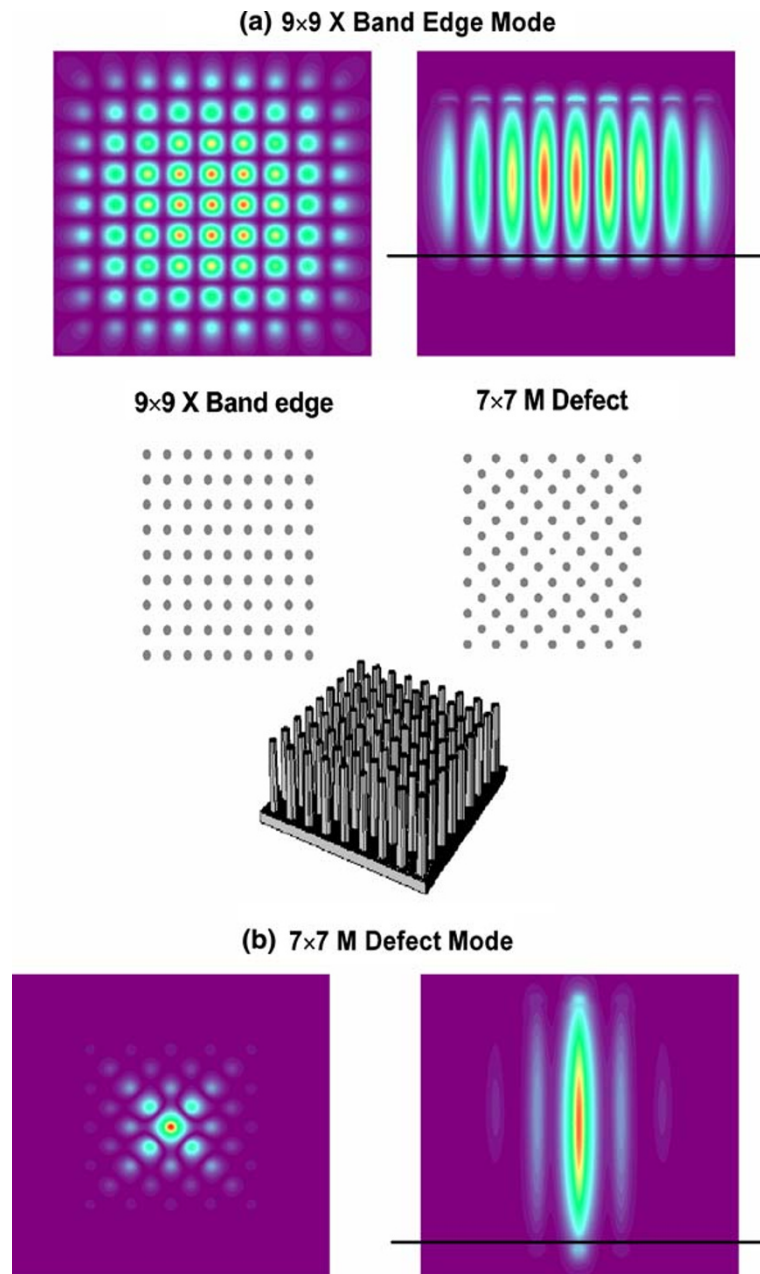 (a) 9×9 X Band Edge Mode
9×9 X Band edge
7×7 M Defect
(b) 7×7 M Defect Mode